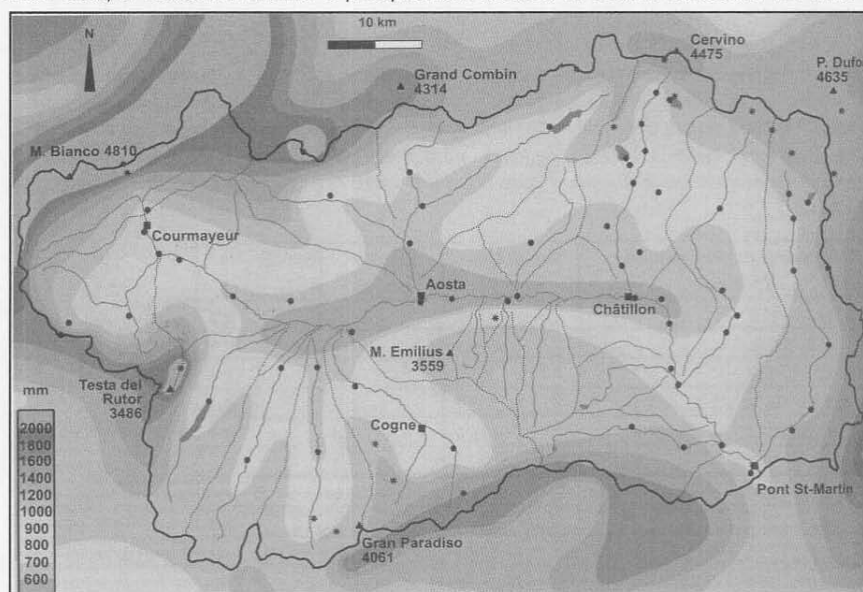 10 km
N
Cervino
4475
P. Dufo
4635
Grand Combin
4314
M. Bianco 4810
Courmayeur
Aosta
Châtillon
*
M. Emilius
3559
Testa del
Rutor
3486
mm
Cogne
2000
1800
1600
1400
1200
1000
900
800
700
600
Pont St-Martin
Gran Paradiso
4061